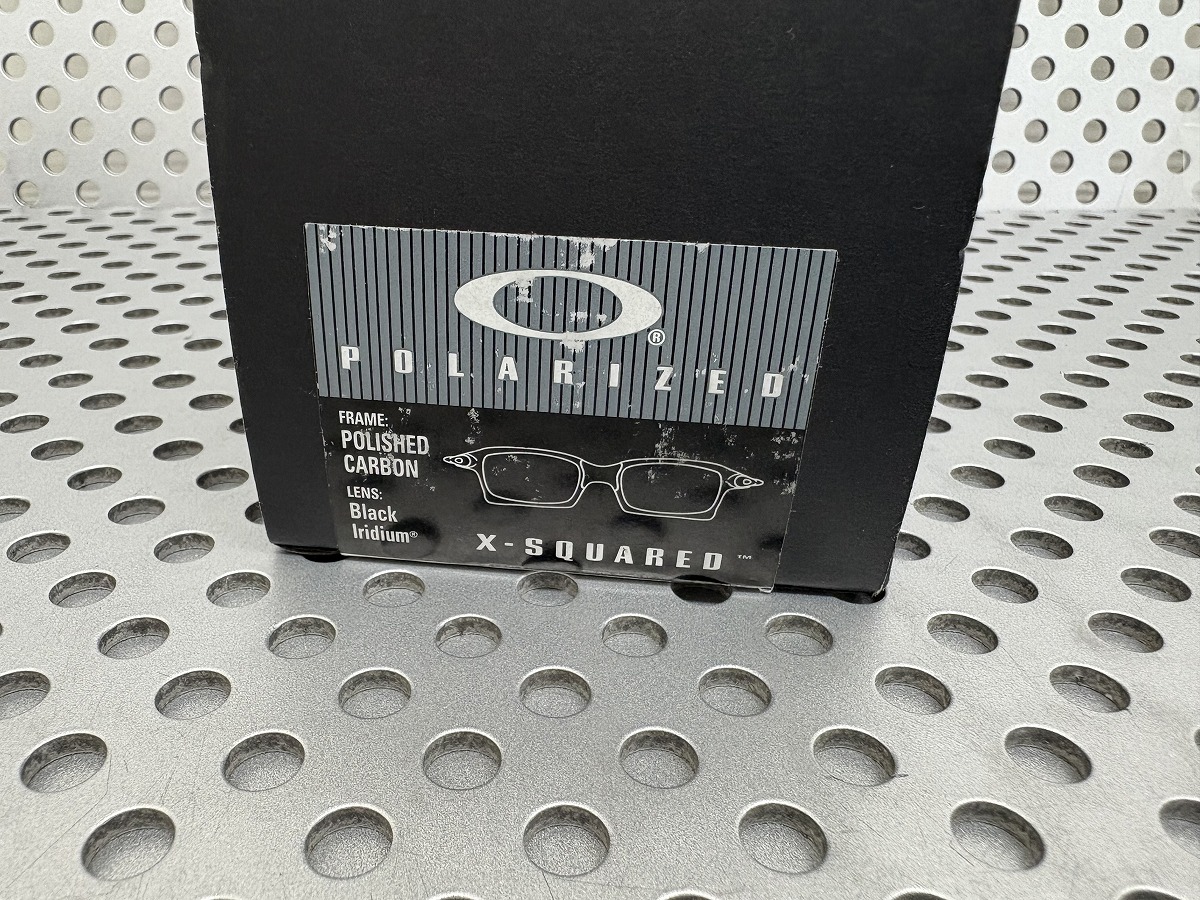 ®
POLARIZED
FRAME:
POLISHED
CARBON
LENS:
Black
Iridium®
X-SQUARED™